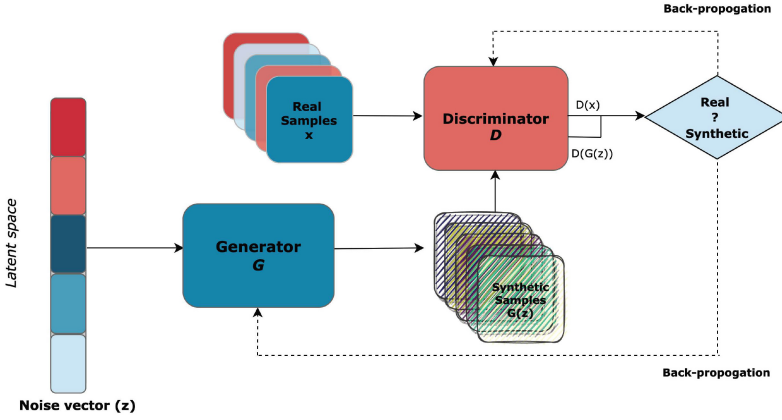 Back-propogation
Real
Samples
x
Discriminator
D
D(x)
D(G(z))
Real
?
Synthetic
Latent space
Generator
G
Synthetic
Samples
G(z)
Back-propogation
Noise vector (z)